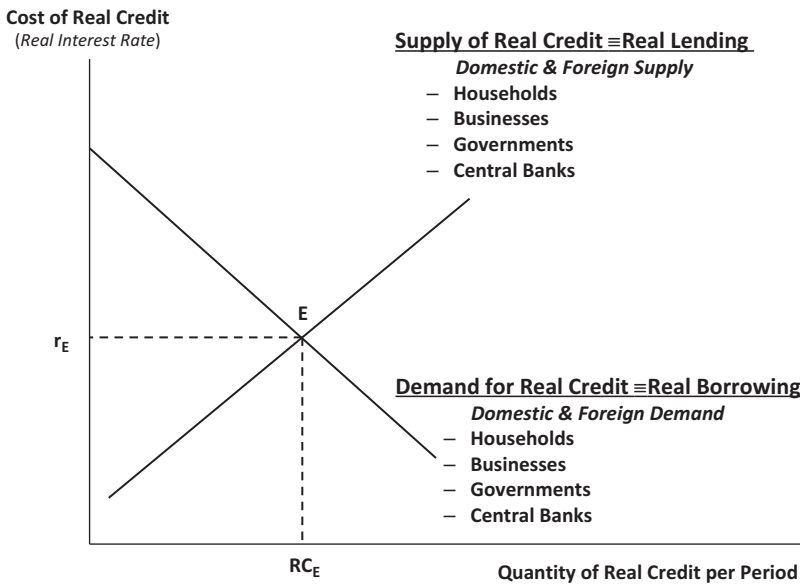 Cost of Real Credit
(Real Interest Rate)
Supply of Real Credit ≡Real Lending
Domestic & Foreign Supply
– Households
– Businesses
– Governments
– Central Banks
E
rE
Demand for Real Credit ≡Real Borrowing
Domestic & Foreign Demand
– Households
– Businesses
– Governments
– Central Banks
RCE
Quantity of Real Credit per Period